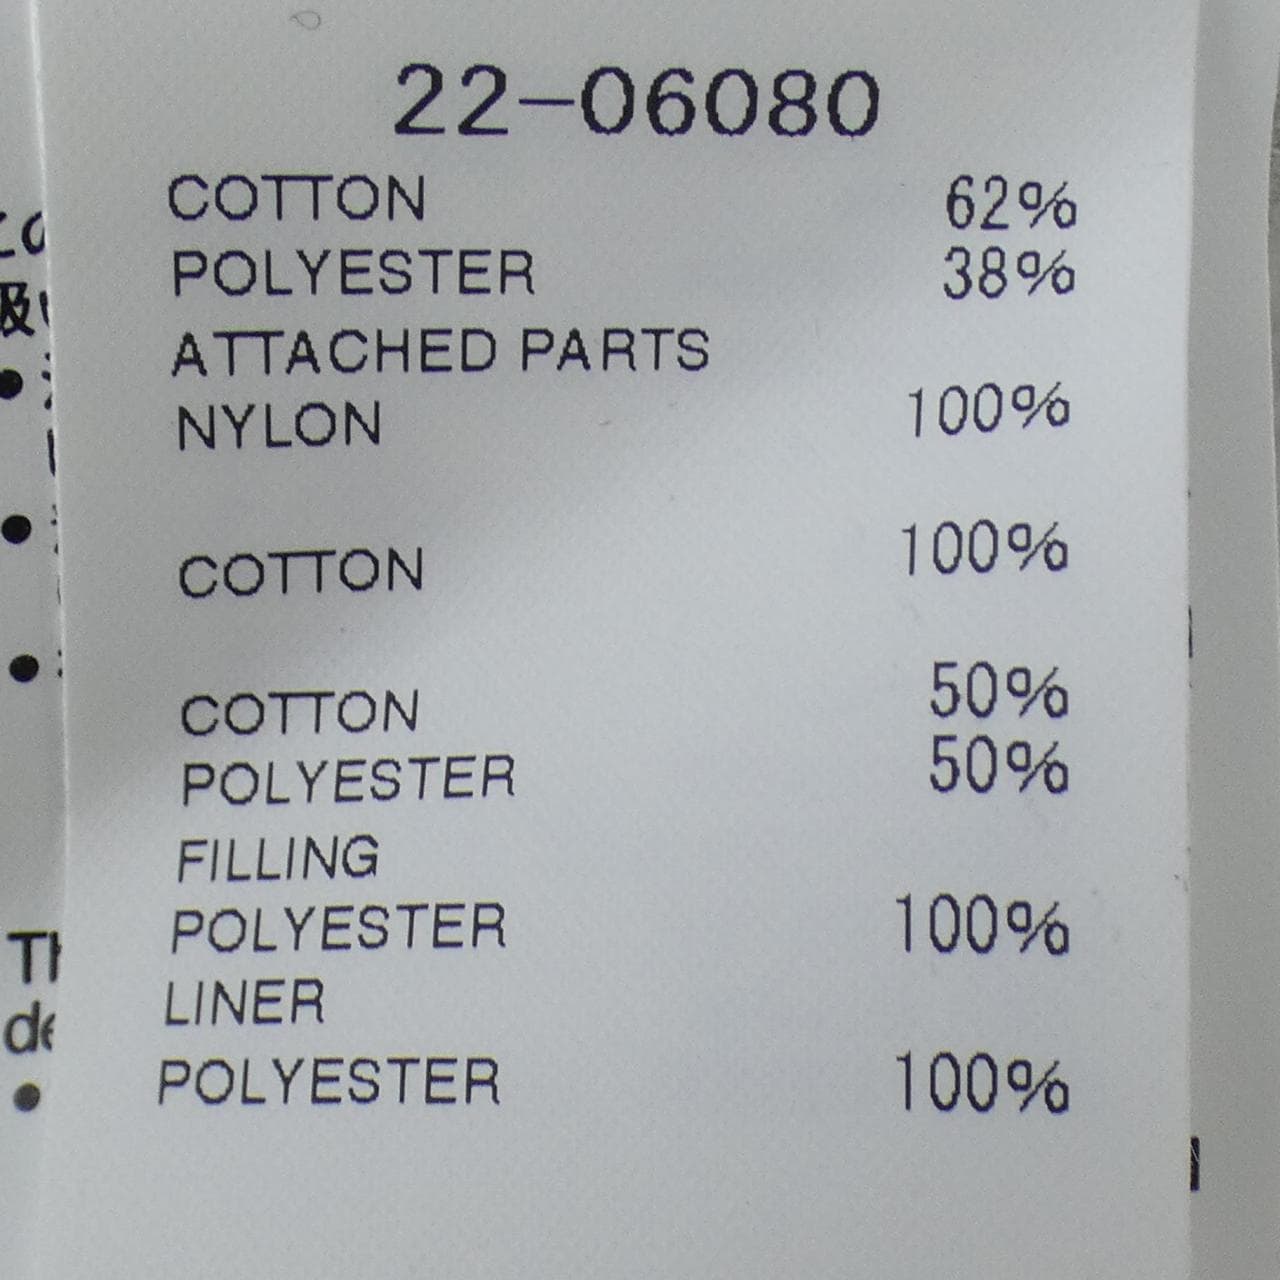 22-06080
COTTON 62%
POLYESTER 38%
ATTACHED PARTS
NYLON 100%
COTTON 100%
COTTON 50%
POLYESTER 50%
FILLING
POLYESTER 100%
LINER
POLYESTER 100%